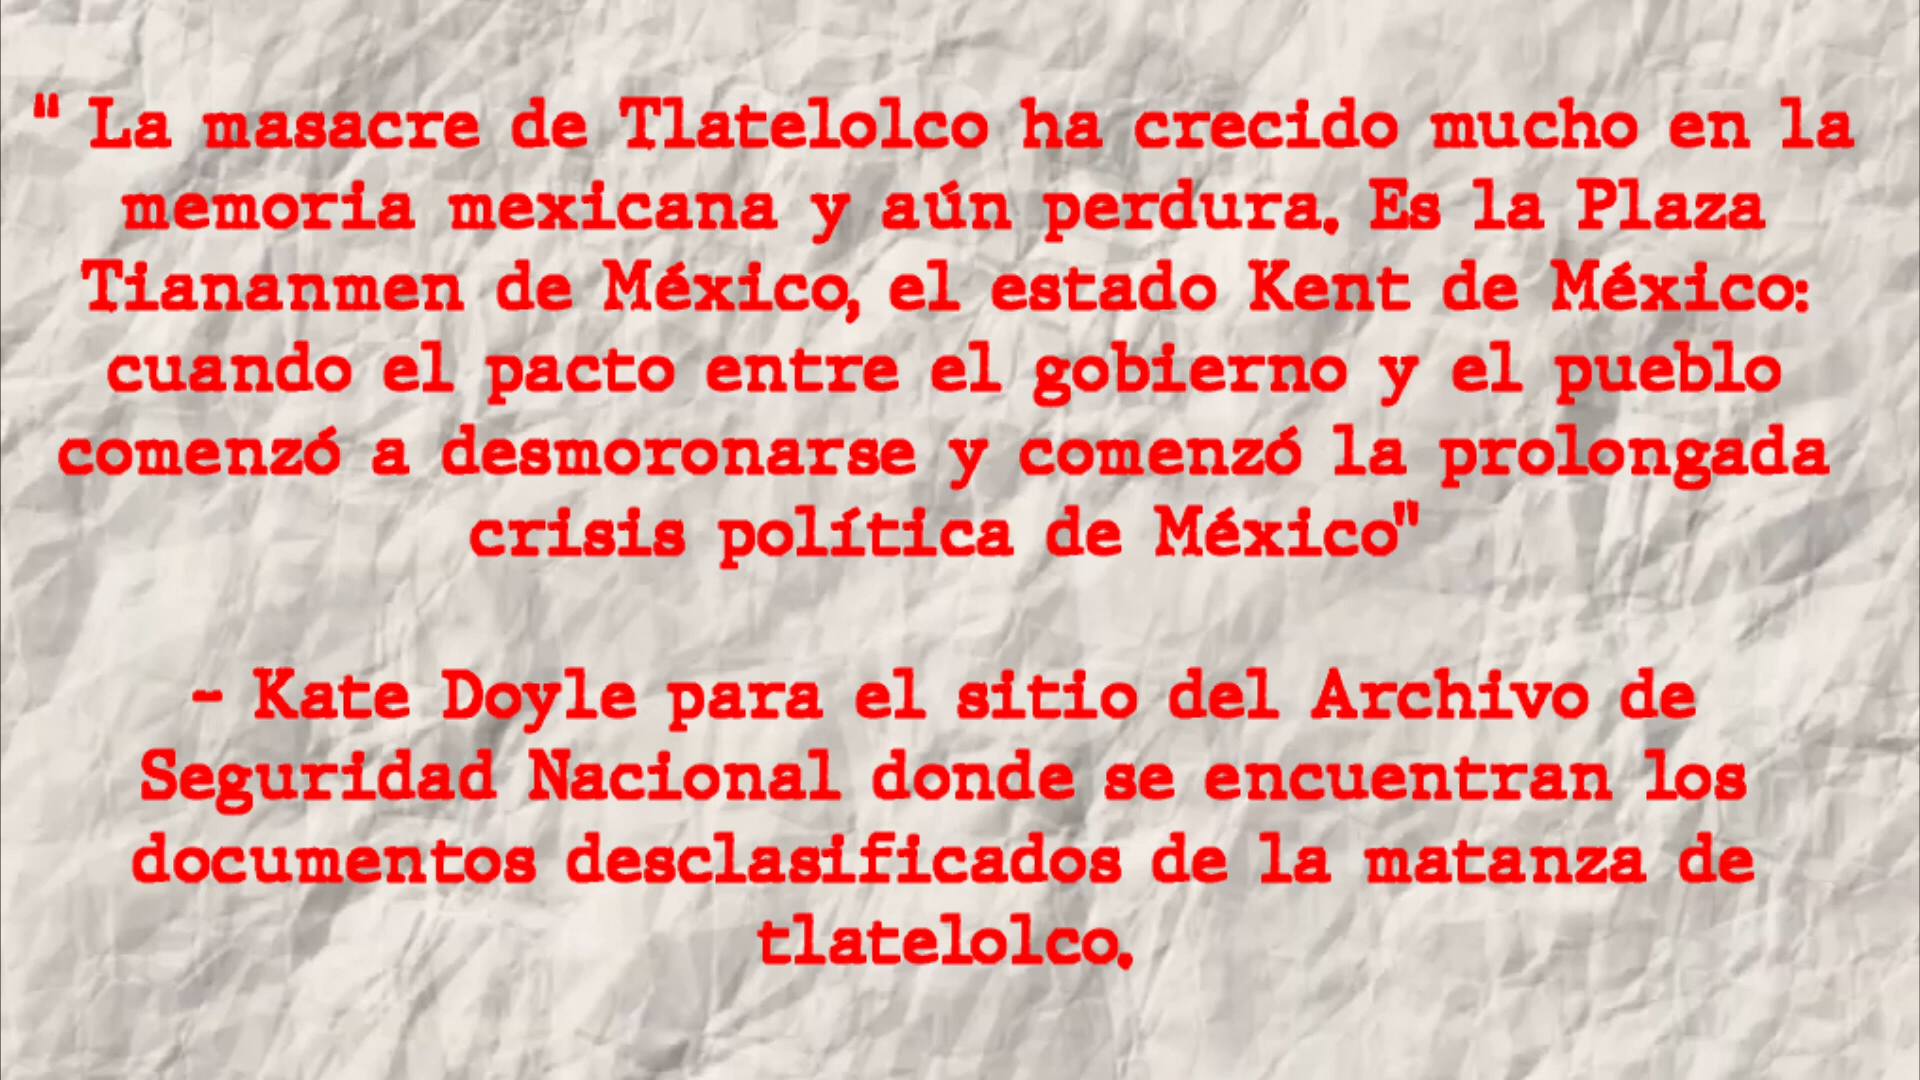 " La masacre de Tlatelolco ha crecido mucho en la
memoria mexicana y aún perdura. Es la Plaza
Tiananmen de México, el estado Kent de México:
cuando el pacto entre el gobierno y el pueblo
comenzó a desmoronarse y comenzó la prolongada
crisis política de México"
- Kate Doyle para el sitio del Archivo de
Seguridad Nacional donde se encuentran los
documentos desclasificados de la matanza de
tlatelolco.